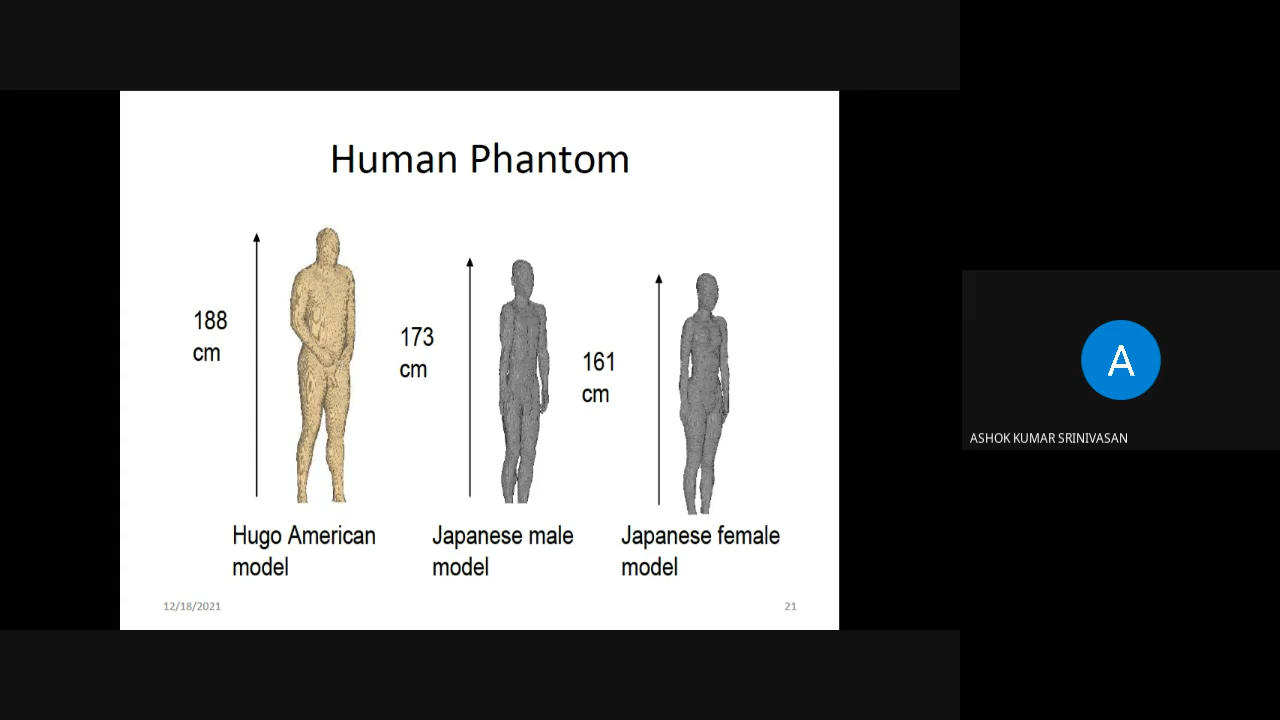 Human Phantom
188
cm
173
cm
161
cm
Hugo American
model
Japanese male
model
Japanese female
model
12/18/2021
21
A
ASHOK KUMAR SRINIVASAN